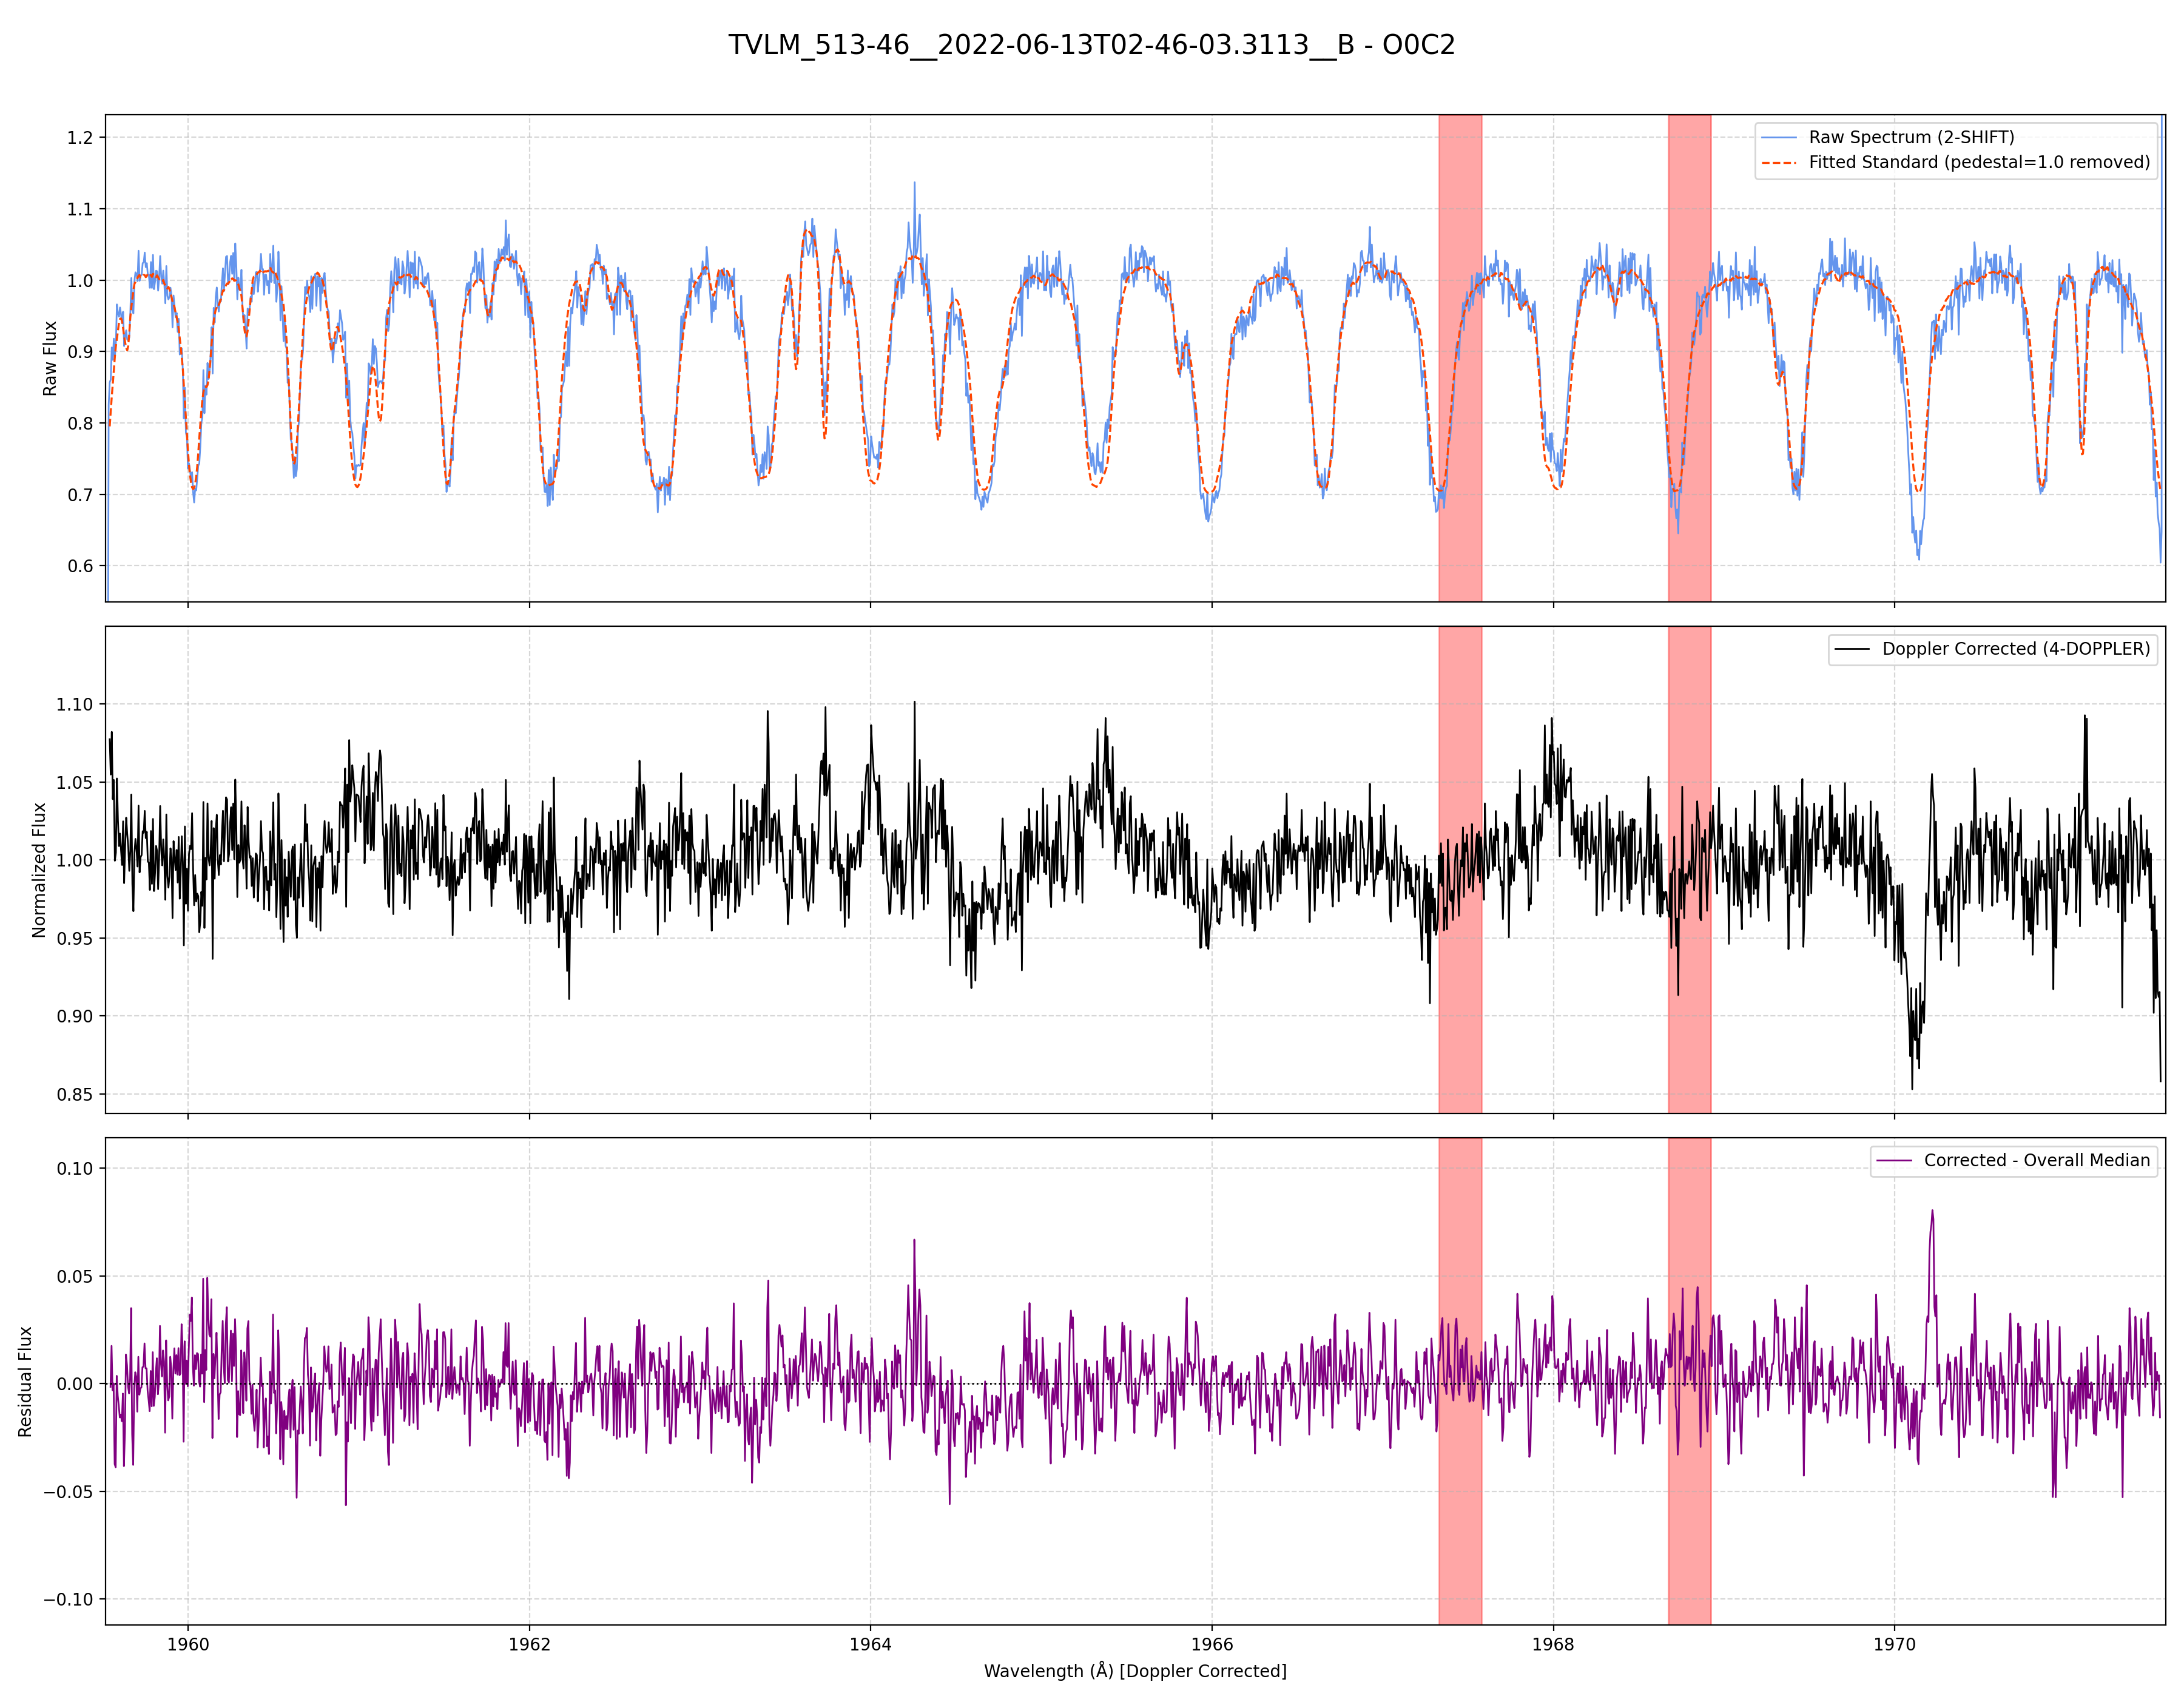 TVLM_513-46__2022-06-13T02-46-03.3113__B - O0C2
1.2
1.1
1.0
0.9
0.8
0.7
0.6
Raw Flux
Raw Spectrum (2-SHIFT)
Fitted Standard (pedestal=1.0 removed)
1.10
1.05
1.00
0.95
0.90
0.85
Normalized Flux
Doppler Corrected (4-DOPPLER)
0.10
0.05
0.00
−0.05
−0.10
Residual Flux
Corrected - Overall Median
1960 1962 1964 1966 1968 1970
Wavelength (Å) [Doppler Corrected]